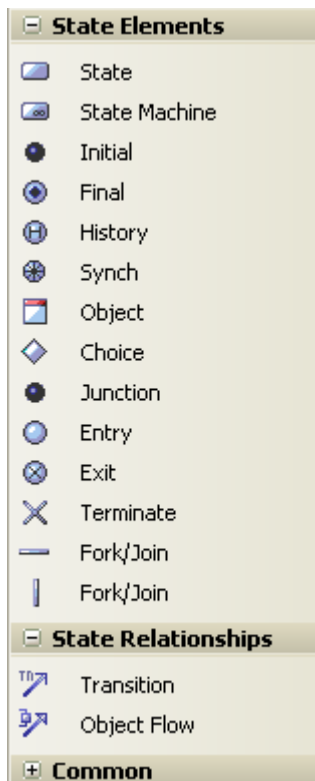 State Elements
State
State Machine
Initial
Final
H History
Synch
Object
Choice
Junction
Entry
Exit
Terminate
Fork/Join
Fork/Join
State Relationships
Transition
Object Flow
Common